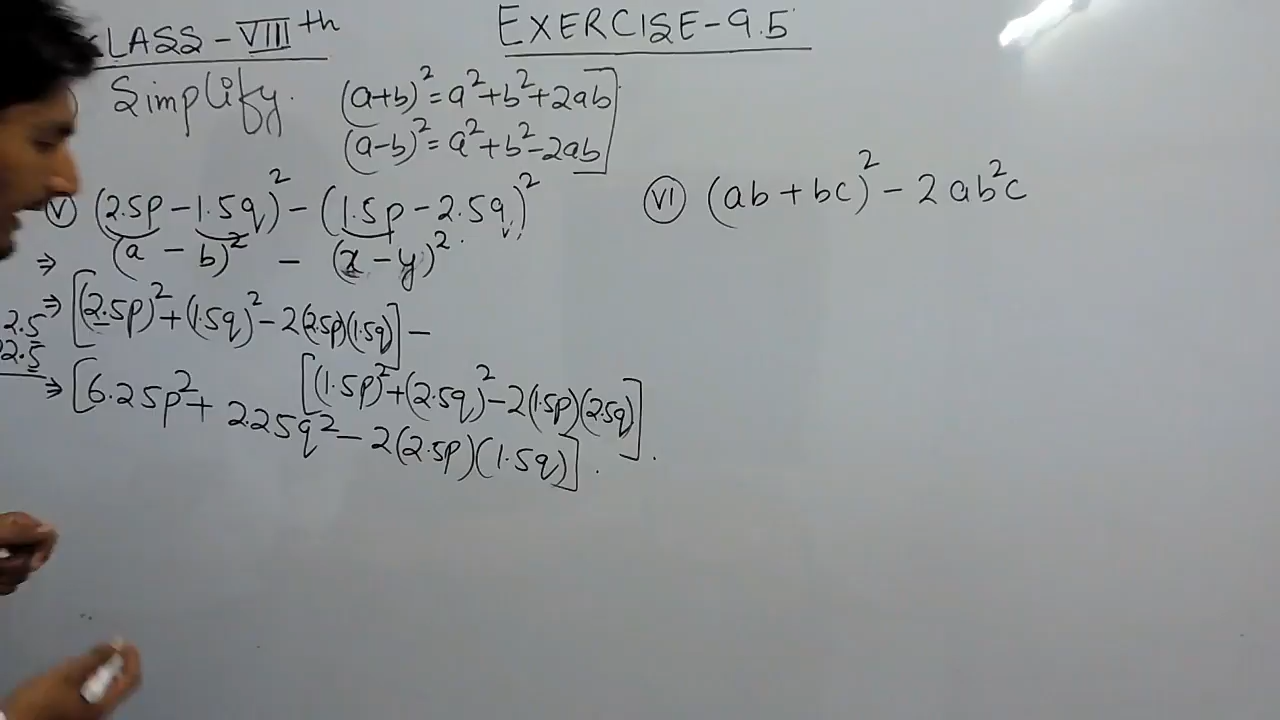 CLASS - VIIIth
EXERCISE-9.5
Simplify.
(a+b)² = a²+b²+2ab
(a-b)² = a²+b²-2ab
(V) (2.5p - 1.5q)² - (1.5p - 2.5q)²
(VI) (ab + bc)² - 2ab²c
⇒ (a - b)² - (x - y)²
⇒ [(2.5p)² + (1.5q)² - 2(2.5p)(1.5q)] -
[(1.5p)² + (2.5q)² - 2(1.5p)(2.5q)].
2.5
2.5
⇒ [6.25p² + 2.25q² - 2(2.5p)(1.5q)].